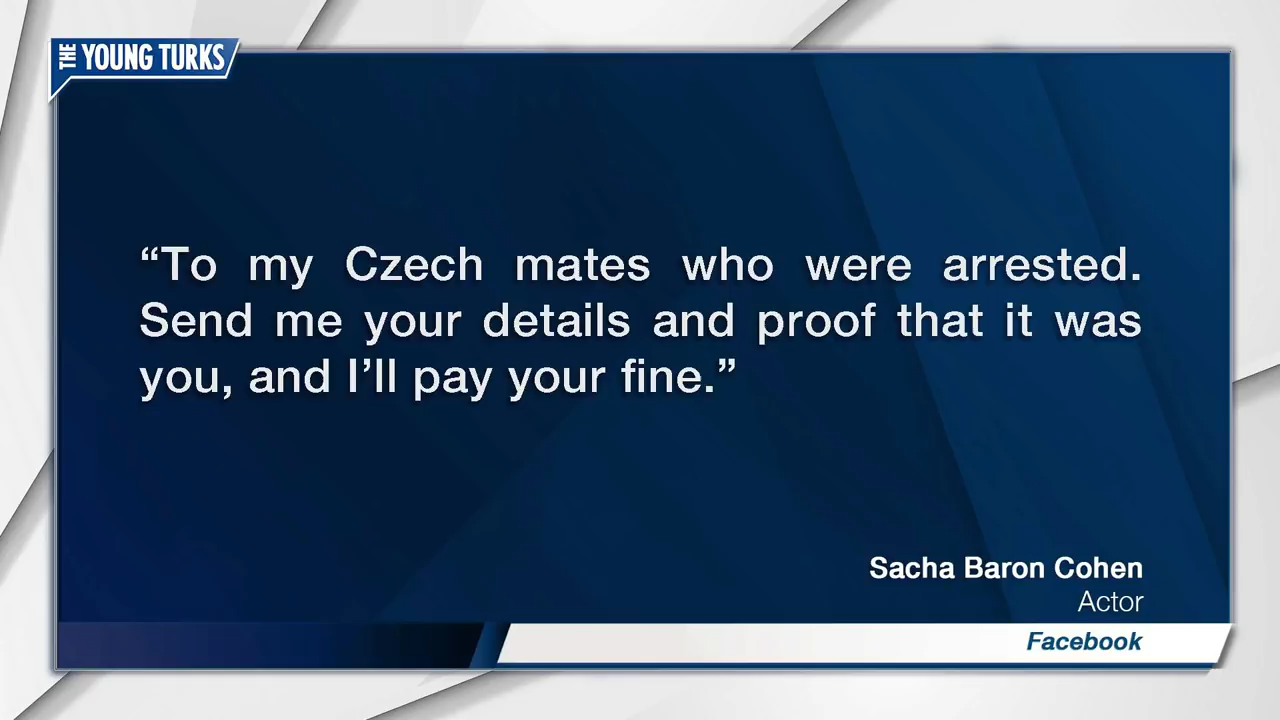 THE YOUNG TURKS
“To my Czech mates who were arrested.
Send me your details and proof that it was
you, and I’ll pay your fine.”
Sacha Baron Cohen
Actor
Facebook